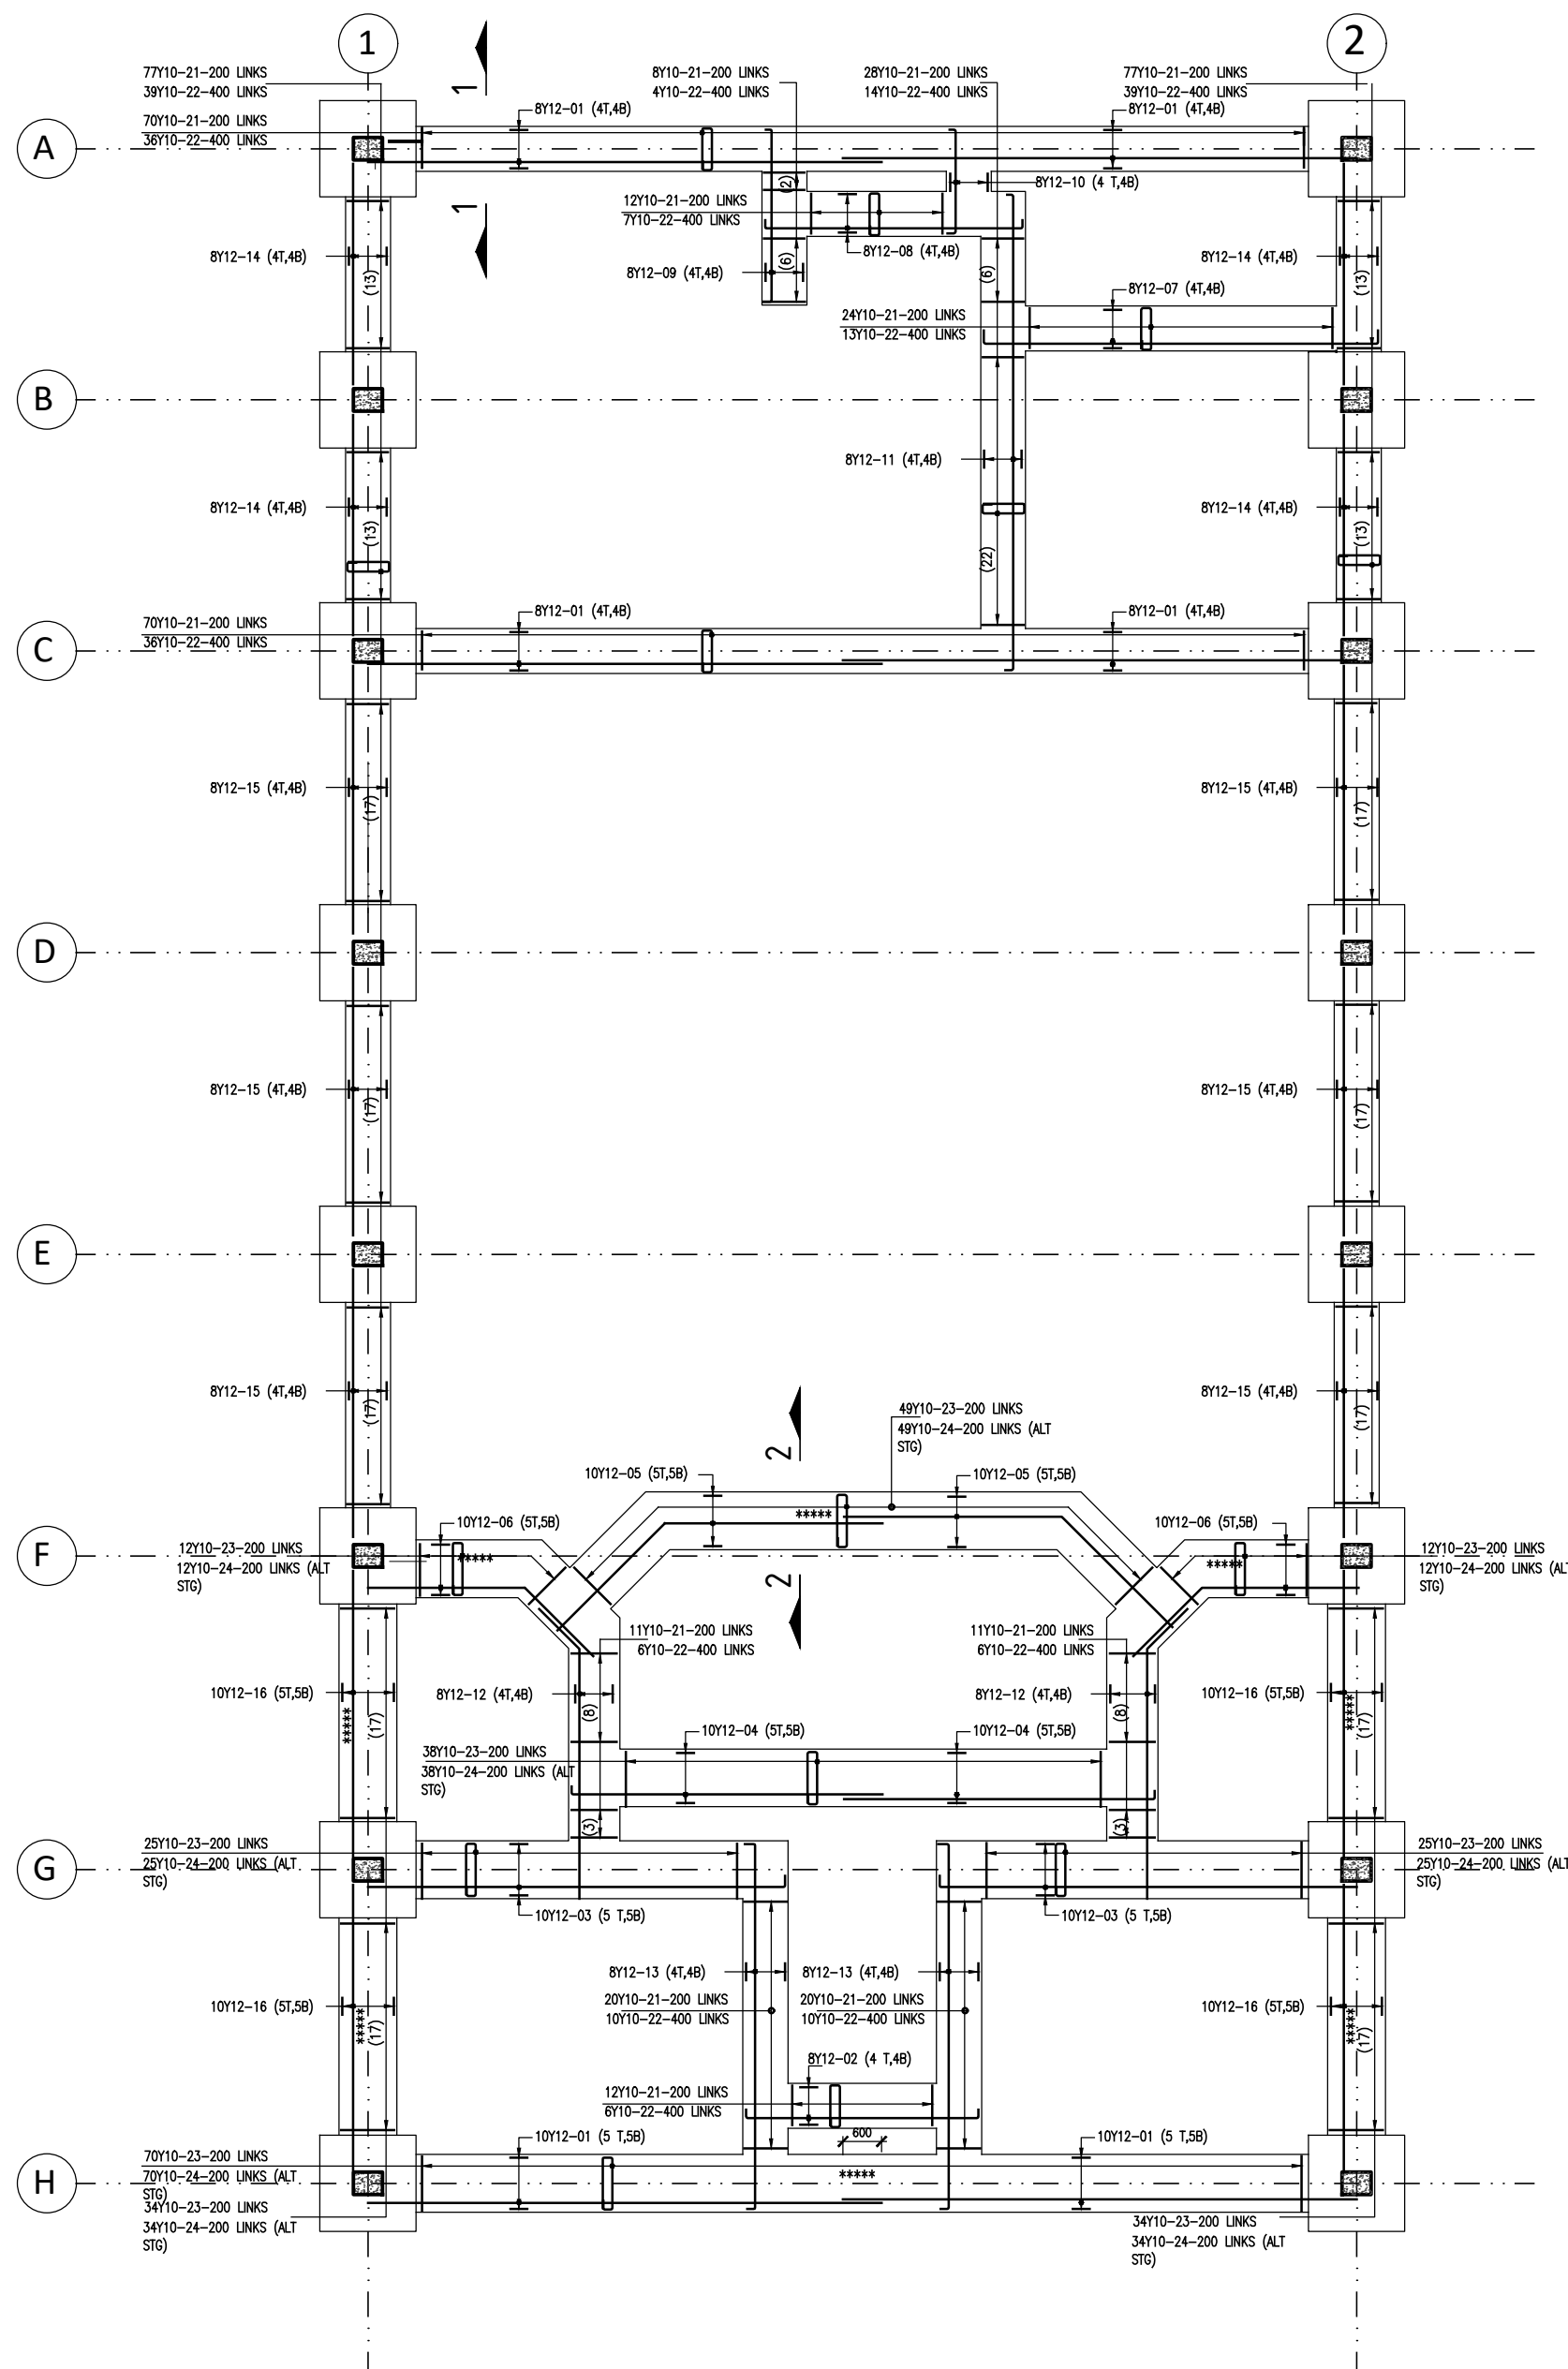 1
2
77Y10-21-200 LINKS
39Y10-22-400 LINKS
8Y10-21-200 LINKS
4Y10-22-400 LINKS
28Y10-21-200 LINKS
14Y10-22-400 LINKS
77Y10-21-200 LINKS
39Y10-22-400 LINKS
1
8Y12-01 (4T,4B)
8Y12-01 (4T,4B)
70Y10-21-200 LINKS
36Y10-22-400 LINKS
A
(2)
8Y12-10 (4 T,4B)
1
12Y10-21-200 LINKS
7Y10-22-400 LINKS
8Y12-14 (4T,4B)
(13)
8Y12-09 (4T,4B)
(6)
8Y12-08 (4T,4B)
(6)
8Y12-14 (4T,4B)
(13)
8Y12-07 (4T,4B)
24Y10-21-200 LINKS
13Y10-22-400 LINKS
B
8Y12-11 (4T,4B)
8Y12-14 (4T,4B)
(13)
(22)
8Y12-14 (4T,4B)
(13)
8Y12-01 (4T,4B)
8Y12-01 (4T,4B)
70Y10-21-200 LINKS
36Y10-22-400 LINKS
C
8Y12-15 (4T,4B)
(17)
8Y12-15 (4T,4B)
(17)
D
8Y12-15 (4T,4B)
(17)
8Y12-15 (4T,4B)
(17)
E
8Y12-15 (4T,4B)
(17)
8Y12-15 (4T,4B)
(17)
49Y10-23-200 LINKS
49Y10-24-200 LINKS (ALT
STG)
2
10Y12-05 (5T,5B)
10Y12-05 (5T,5B)
*****
10Y12-06 (5T,5B)
10Y12-06 (5T,5B)
F
12Y10-23-200 LINKS
12Y10-24-200 LINKS (ALT
STG)
*****
*****
12Y10-23-200 LINKS
12Y10-24-200 LINKS (ALT
STG)
2
11Y10-21-200 LINKS
6Y10-22-400 LINKS
11Y10-21-200 LINKS
6Y10-22-400 LINKS
10Y12-16 (5T,5B)
*****
(17)
8Y12-12 (4T,4B)
(8)
8Y12-12 (4T,4B)
(8)
10Y12-16 (5T,5B)
*****
(17)
10Y12-04 (5T,5B)
10Y12-04 (5T,5B)
38Y10-23-200 LINKS
38Y10-24-200 LINKS (ALT
STG)
(3)
(3)
G
25Y10-23-200 LINKS
25Y10-24-200 LINKS (ALT
STG)
25Y10-23-200 LINKS
25Y10-24-200 LINKS (ALT
STG)
10Y12-03 (5 T,5B)
10Y12-03 (5 T,5B)
8Y12-13 (4T,4B)
8Y12-13 (4T,4B)
10Y12-16 (5T,5B)
*****
(17)
20Y10-21-200 LINKS
10Y10-22-400 LINKS
20Y10-21-200 LINKS
10Y10-22-400 LINKS
10Y12-16 (5T,5B)
*****
(17)
8Y12-02 (4 T,4B)
12Y10-21-200 LINKS
6Y10-22-400 LINKS
600
10Y12-01 (5 T,5B)
10Y12-01 (5 T,5B)
*****
H
70Y10-23-200 LINKS
70Y10-24-200 LINKS (ALT
STG)
34Y10-23-200 LINKS
34Y10-24-200 LINKS (ALT
STG)
34Y10-23-200 LINKS
34Y10-24-200 LINKS (ALT
STG)